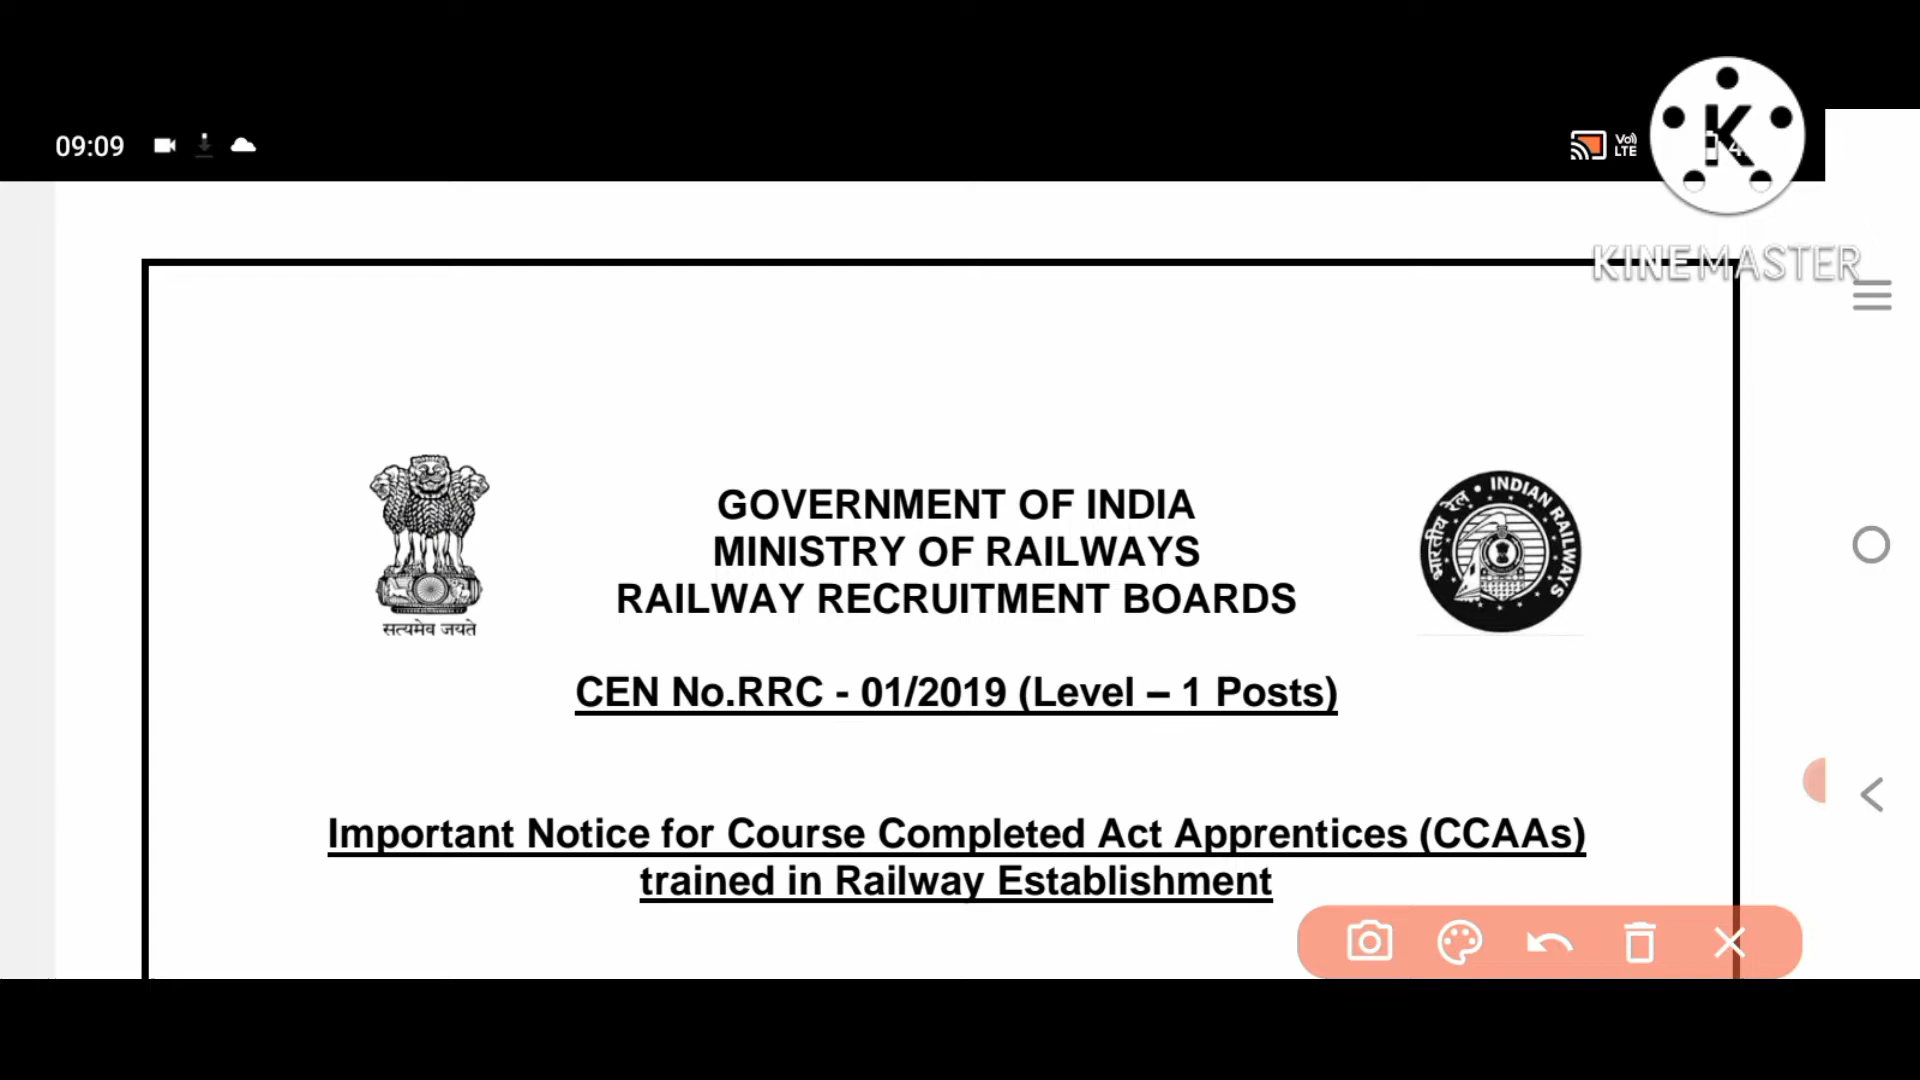 09:09
Vo)
LTE
K
KINEMASTER
GOVERNMENT OF INDIA
MINISTRY OF RAILWAYS
RAILWAY RECRUITMENT BOARDS
सत्यमेव जयते
भारतीय रेल • INDIAN RAILWAYS
CEN No.RRC - 01/2019 (Level – 1 Posts)
Important Notice for Course Completed Act Apprentices (CCAAs)
trained in Railway Establishment